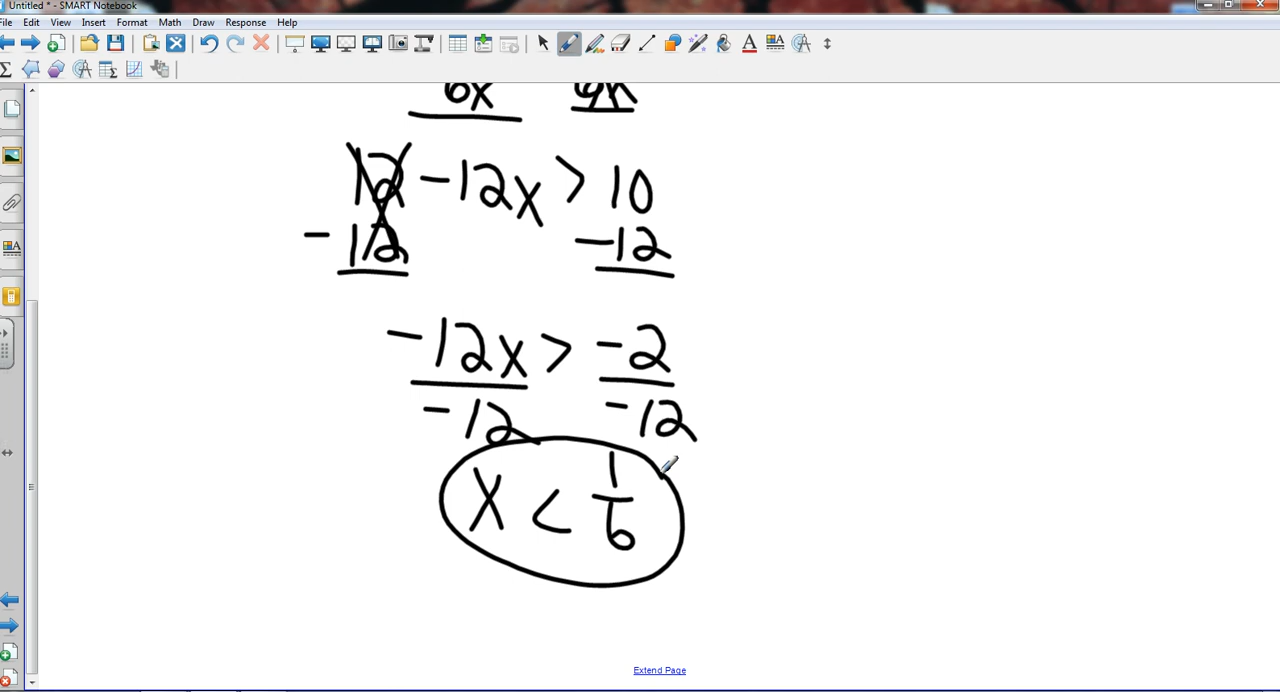 Untitled * - SMART Notebook
File Edit View Insert Format Math Draw Response Help
6x
12 -12x > 10
-12 -12
-12x > -2
-12 -12
x < 1/6
Extend Page